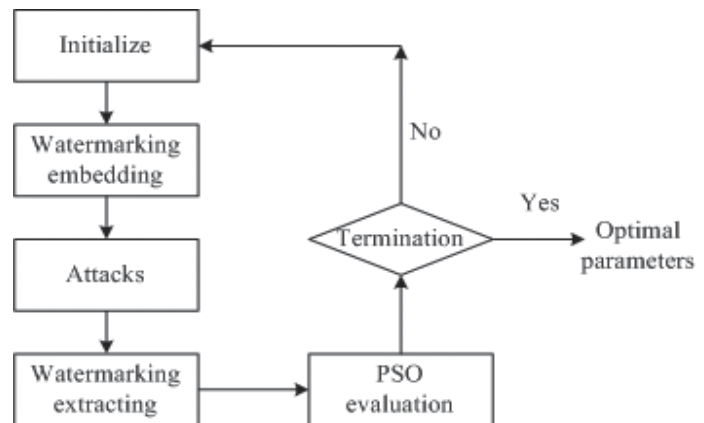 Initialize
Watermarking
embedding
Attacks
Watermarking
extracting
PSO
evaluation
Termination
No
Yes
Optimal
parameters